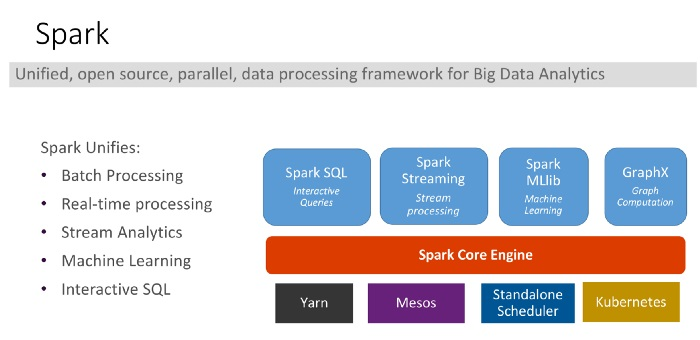 Spark
Unified, open source, parallel, data processing framework for Big Data Analytics
Spark Unifies:
• Batch Processing
• Real-time processing
• Stream Analytics
• Machine Learning
• Interactive SQL
Spark SQL
Interactive
Queries
Spark
Streaming
Stream
processing
Spark
MLlib
Machine
Learning
GraphX
Graph
Computation
Spark Core Engine
Yarn
Mesos
Standalone
Scheduler
Kubernetes